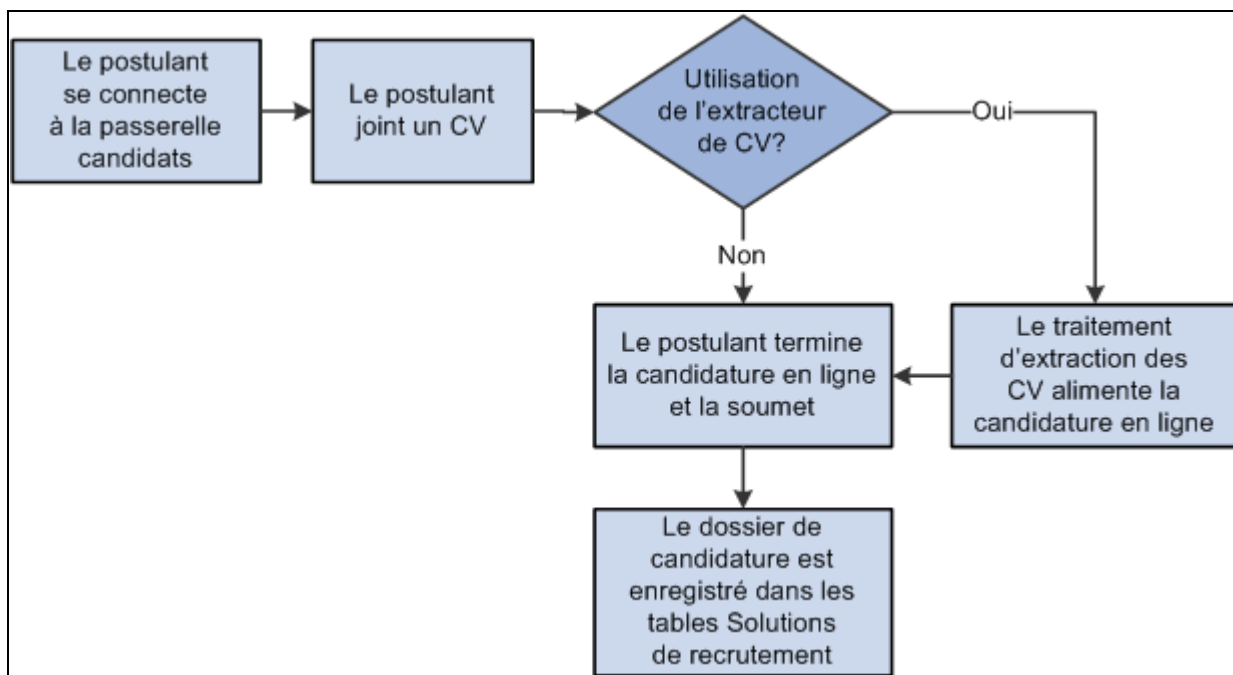 Le postulant
se connecte
à la passerelle
candidats
Le postulant
joint un CV
Utilisation
de l'extracteur
de CV?
Oui
Non
Le postulant termine
la candidature en ligne
et la soumet
Le traitement
d'extraction des
CV alimente la
candidature en ligne
Le dossier de
candidature est
enregistré dans les
tables Solutions
de recrutement